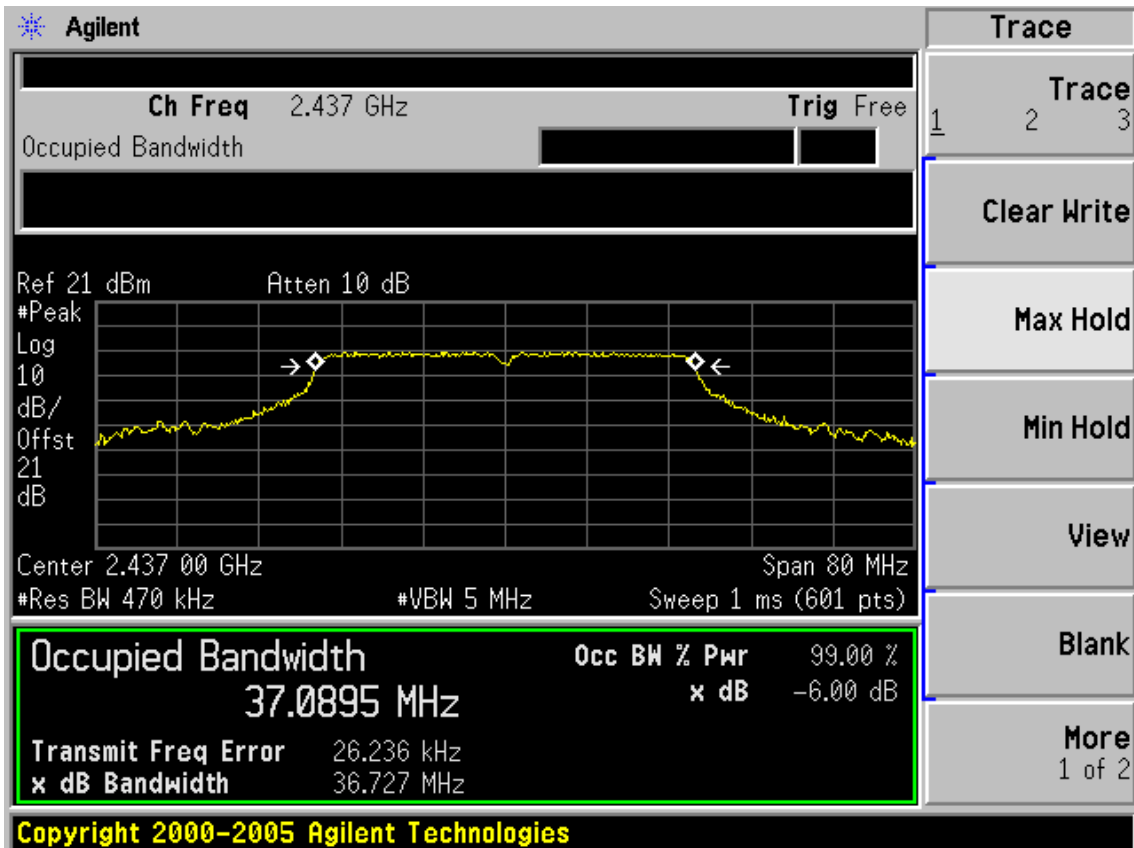 Agilent
Trace
Ch Freq 2.437 GHz Trig Free
Occupied Bandwidth
Ref 21 dBm Atten 10 dB
#Peak
Log
10
dB/
Offst
21
dB
Center 2.437 00 GHz Span 80 MHz
#Res BW 470 kHz #VBW 5 MHz Sweep 1 ms (601 pts)
Occupied Bandwidth
37.0895 MHz
Occ BW % Pwr 99.00 %
x dB -6.00 dB
Transmit Freq Error 26.236 kHz
x dB Bandwidth 36.727 MHz
Copyright 2000-2005 Agilent Technologies
Trace
1 2 3
Clear Write
Max Hold
Min Hold
View
Blank
More
1 of 2